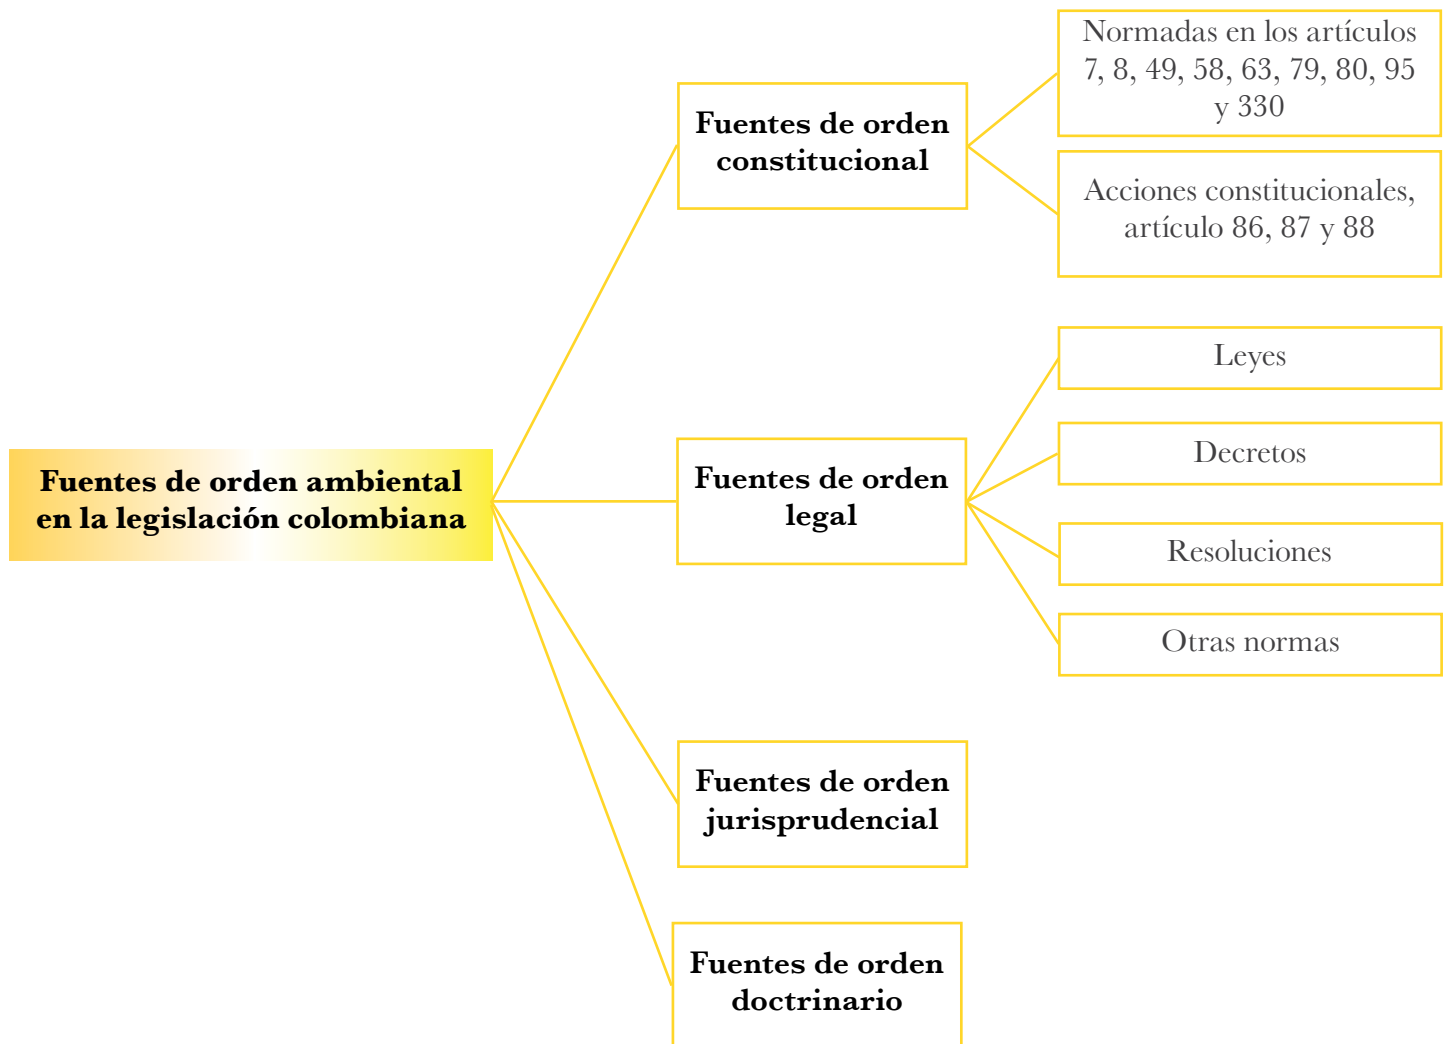 Fuentes de orden ambiental
en la legislación colombiana
Fuentes de orden
constitucional
Normadas en los artículos
7, 8, 49, 58, 63, 79, 80, 95
y 330
Acciones constitucionales,
artículo 86, 87 y 88
Fuentes de orden
legal
Leyes
Decretos
Resoluciones
Otras normas
Fuentes de orden
jurisprudencial
Fuentes de orden
doctrinario